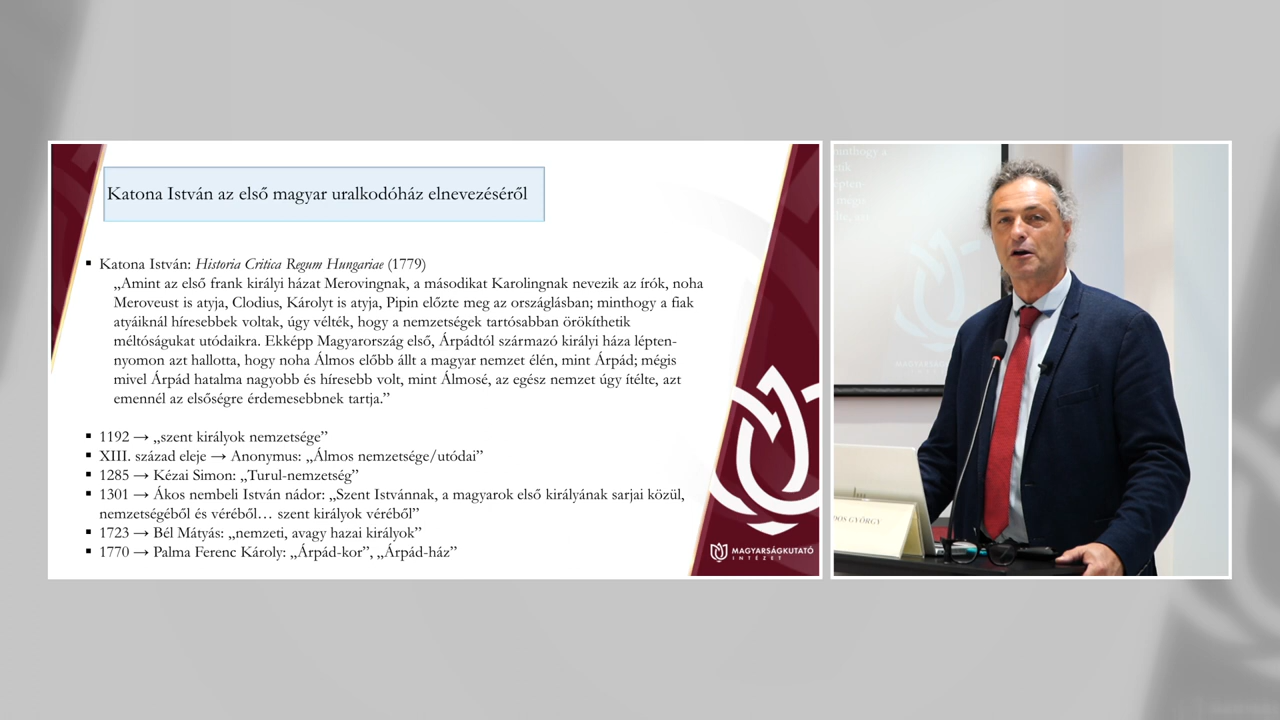 Katona István az első magyar uralkodóház elnevezéséről
▪ Katona István: Historia Critica Regum Hungariae (1779)
„Amint az első frank királyi házat Merovingnak, a másodikat Karolingnak nevezik az írók, noha
Meroveust is atyja, Clodius, Károlyt is atyja, Pipin előzte meg az országlásban; minthogy a fiak
atyáiknál híresebbek voltak, úgy vélték, hogy a nemzetségek tartósabban örökíthetik
méltóságukat utódaikra. Ekképp Magyarország első, Árpádtól származó királyi háza lépten-
nyomon azt hallotta, hogy noha Álmos előbb állt a magyar nemzet élén, mint Árpád; mégis
mivel Árpád hatalma nagyobb és híresebb volt, mint Álmosé, az egész nemzet úgy ítélte, azt
emennél az elsőségre érdemesebbnek tartja.”
▪ 1192 → „szent királyok nemzetsége”
▪ XIII. század eleje → Anonymus: „Álmos nemzetsége/utódai”
▪ 1285 → Kézai Simon: „Turul-nemzetség”
▪ 1301 → Ákos nembeli István nádor: „Szent Istvánnak, a magyarok első királyának sarjai közül,
nemzetségéből és véréből… szent királyok véréből”
▪ 1723 → Bél Mátyás: „nemzeti, avagy hazai királyok”
▪ 1770 → Palma Ferenc Károly: „Árpád-kor”, „Árpád-ház”
MAGYARSÁGKUTATÓ
INTÉZET
GYÖRGY